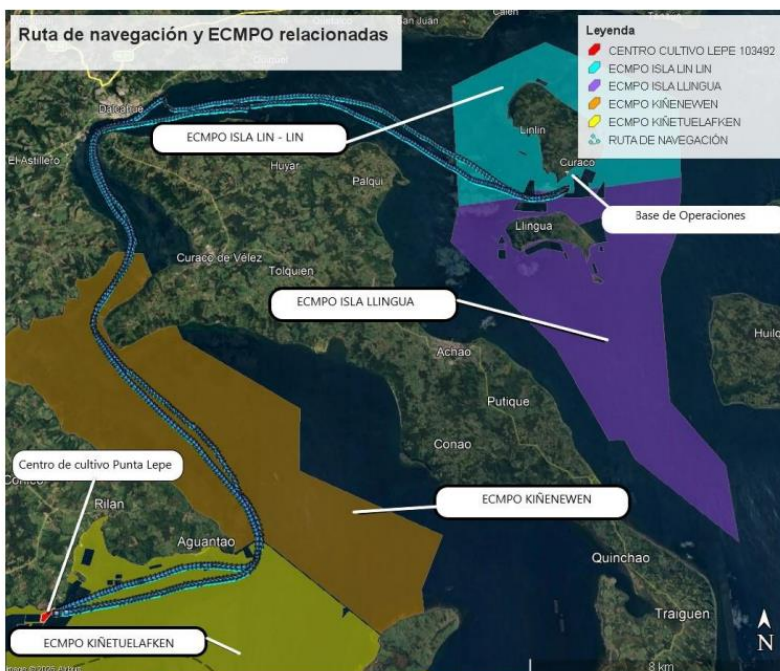 Ruta de navegación y ECMPO relacionadas
Leyenda
CENTRO CULTIVO LEPE 103492
ECMPO ISLA LIN LIN
ECMPO ISLA LLINGUA
ECMPO KIÑENEWEN
ECMPO KIÑETUELAFKEN
RUTA DE NAVEGACIÓN
San Juan
Dalcahue
ECMPO ISLA LIN - LIN
Linlin
El Astillero
Huyar
Palqui
Curaco
Base de Operaciones
Llingua
Curaco de Vélez
Tolquien
ECMPO ISLA LLINGUA
Achao
Putique
Conao
Centro de cultivo Punta Lepe
Rilán
ECMPO KIÑENEWEN
Aguantao
Quinchao
Traiguen
ECMPO KIÑETUELAFKEN
8 km
N